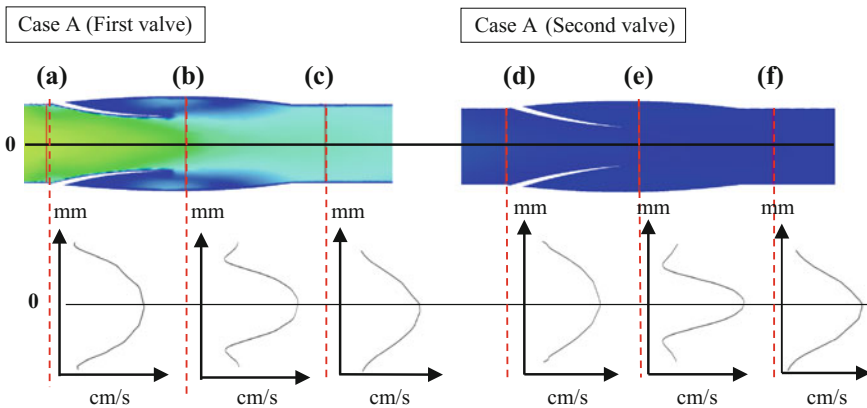 Case A (First valve)
Case A (Second valve)
(a) (b) (c) (d) (e) (f)
0
mm mm mm mm mm mm
0
cm/s cm/s cm/s cm/s cm/s cm/s